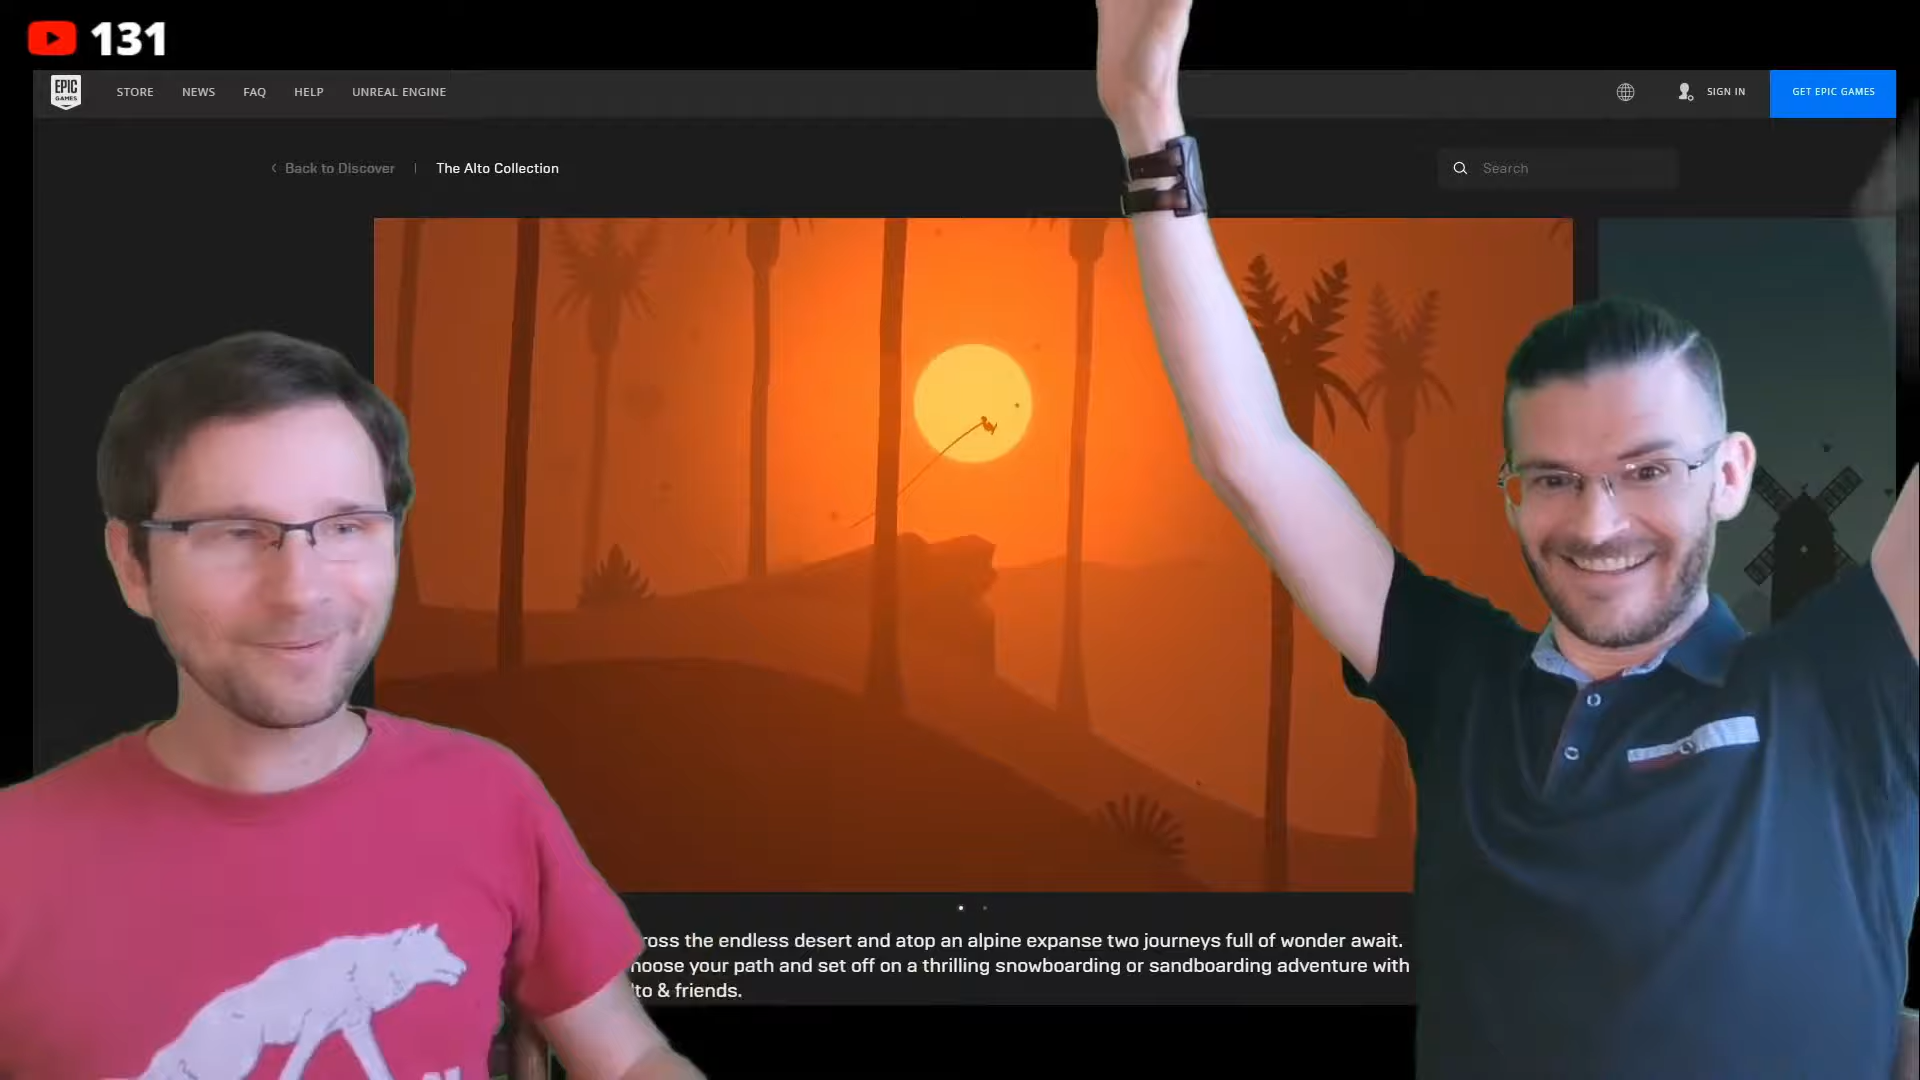 131
EPIC GAMES
STORE NEWS FAQ HELP UNREAL ENGINE
SIGN IN
GET EPIC GAMES
Back to Discover
The Alto Collection
Search
ross the endless desert and atop an alpine expanse two journeys full of wonder await.
hoose your path and set off on a thrilling snowboarding or sandboarding adventure with
lto & friends.